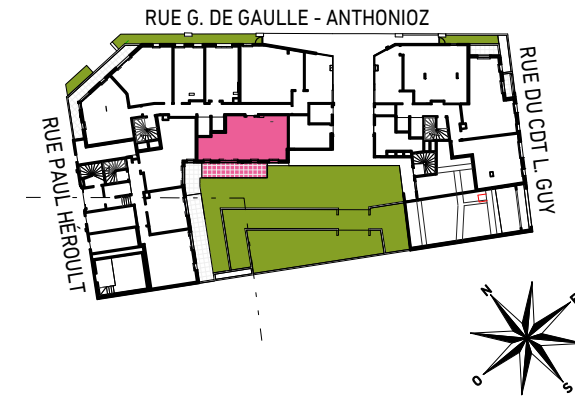 RUE G. DE GAULLE - ANTHONIOZ
RUE DU CDT L. GUY
RUE PAUL HÉROULT
N
E
O
S